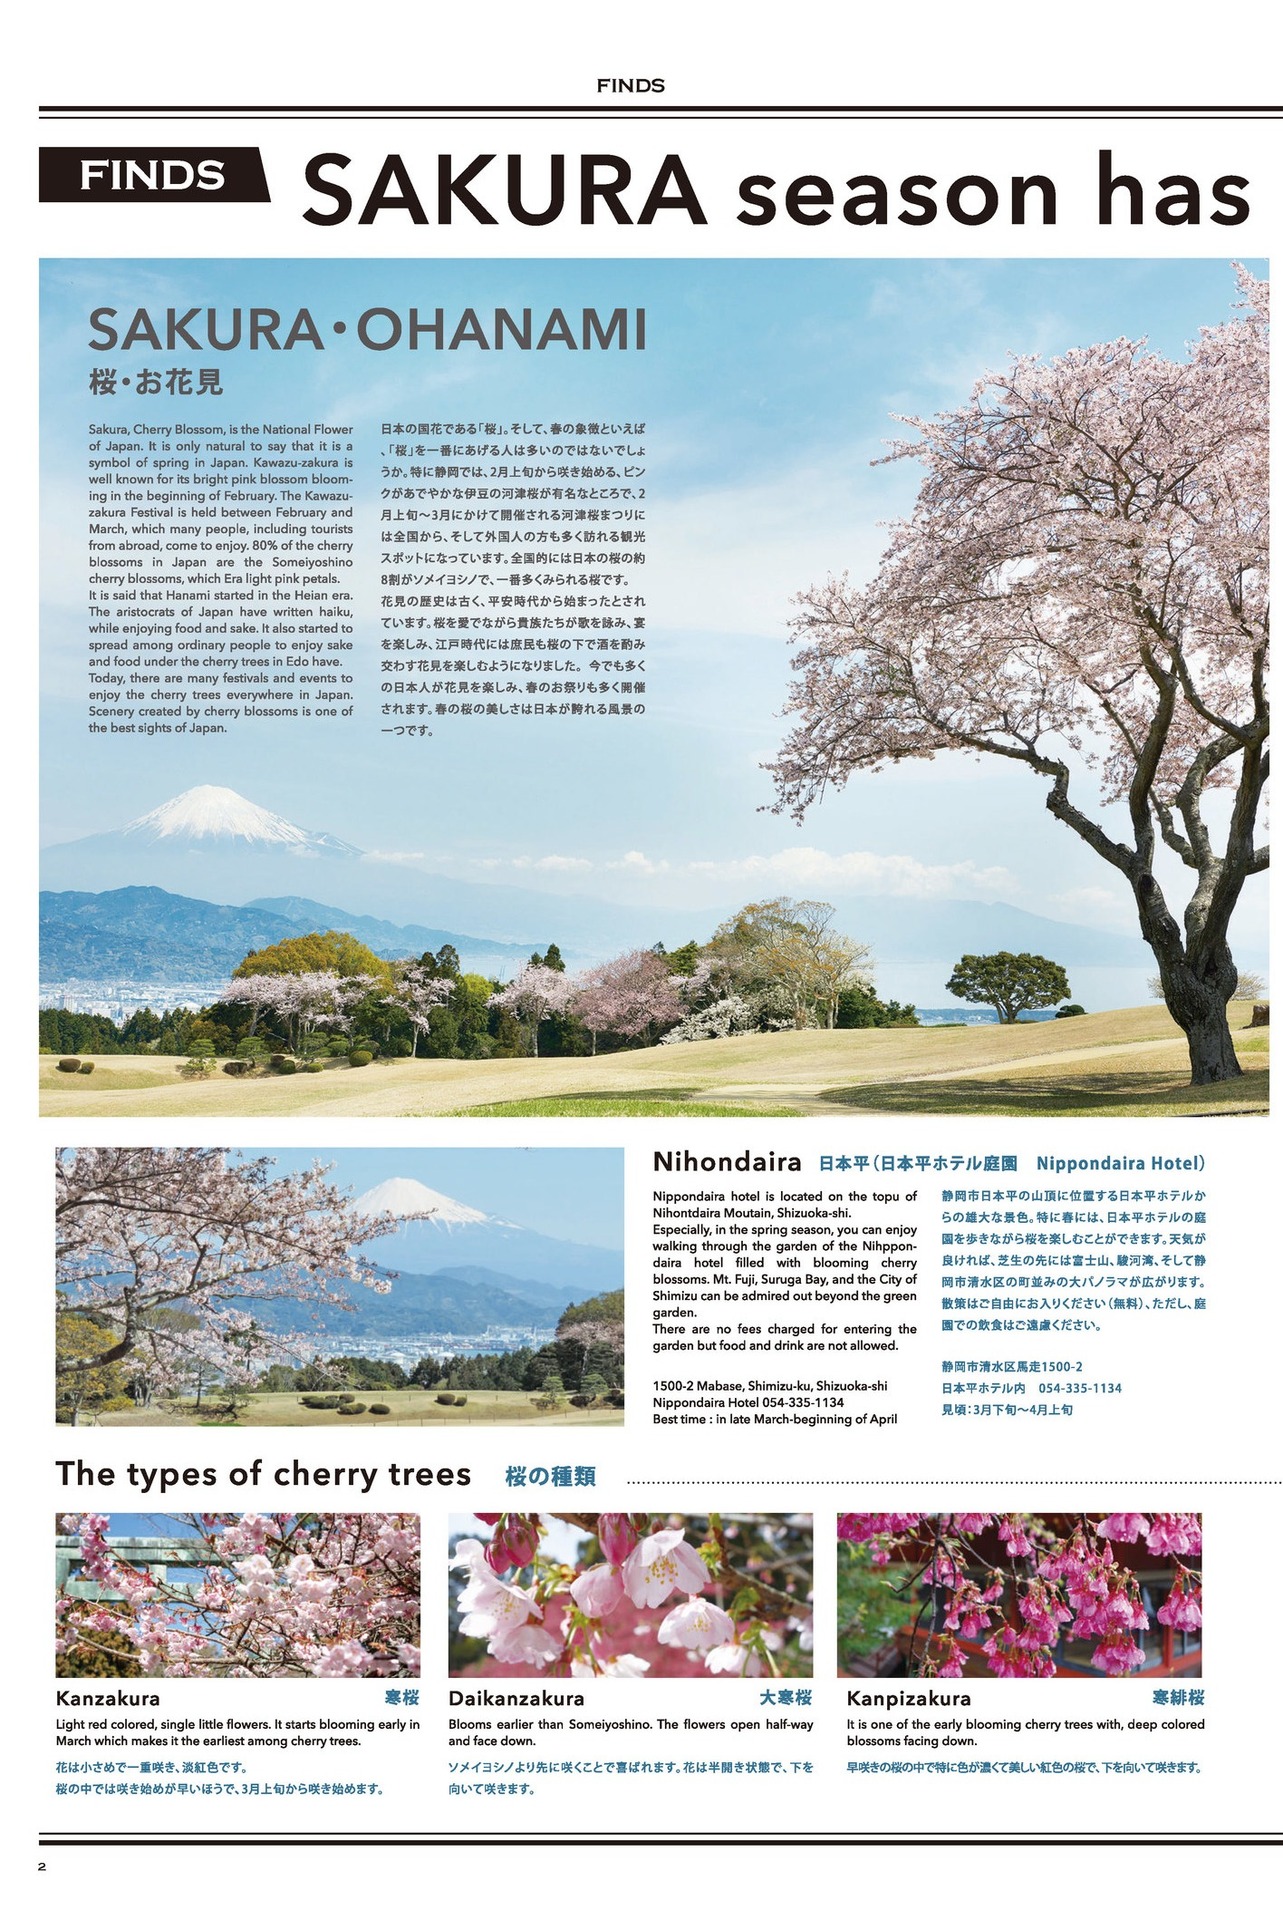 FINDS
FINDS
SAKURA season has
SAKURA・OHANAMI
桜・お花見
Sakura, Cherry Blossom, is the National Flower
of Japan. It is only natural to say that it is a
symbol of spring in Japan. Kawazu-zakura is
well known for its bright pink blossom bloom-
ing in the beginning of February. The Kawazu-
zakura Festival is held between February and
March, which many people, including tourists
from abroad, come to enjoy. 80% of the cherry
blossoms in Japan are the Someiyoshino
cherry blossoms, which Era light pink petals.
It is said that Hanami started in the Heian era.
The aristocrats of Japan have written haiku,
while enjoying food and sake. It also started to
spread among ordinary people to enjoy sake
and food under the cherry trees in Edo have.
Today, there are many festivals and events to
enjoy the cherry trees everywhere in Japan.
Scenery created by cherry blossoms is one of
the best sights of Japan.
日本の国花である「桜」。そして、春の象徴といえば
、「桜」を一番にあげる人は多いのではないでしょ
うか。特に静岡では、2月上旬から咲き始める、ピン
クがあでやかな伊豆の河津桜が有名なところで、2
月上旬〜3月にかけて開催される河津桜まつりに
は全国から、そして外国人の方も多く訪れる観光
スポットになっています。全国的には日本の桜の約
8割がソメイヨシノで、一番多くみられる桜です。
花見の歴史は古く、平安時代から始まったとされ
ています。桜を愛でながら貴族たちが歌を詠み、宴
を楽しみ、江戸時代には庶民も桜の下で酒を酌み
交わす花見を楽しむようになりました。今でも多く
の日本人が花見を楽しみ、春のお祭りも多く開催
されます。春の桜の美しさは日本が誇れる風景の
一つです。
Nihondaira 日本平（日本平ホテル庭園　Nippondaira Hotel）
Nippondaira hotel is located on the topu of
Nihontdaira Moutain, Shizuoka-shi.
Especially, in the spring season, you can enjoy
walking through the garden of the Nihppon-
daira hotel filled with blooming cherry
blossoms. Mt. Fuji, Suruga Bay, and the City of
Shimizu can be admired out beyond the green
garden.
There are no fees charged for entering the
garden but food and drink are not allowed.
1500-2 Mabase, Shimizu-ku, Shizuoka-shi
Nippondaira Hotel 054-335-1134
Best time : in late March-beginning of April
静岡市日本平の山頂に位置する日本平ホテルか
らの雄大な景色。特に春には、日本平ホテルの庭
園を歩きながら桜を楽しむことができます。天気が
良ければ、芝生の先には富士山、駿河湾、そして静
岡市清水区の町並みの大パノラマが広がります。
散策はご自由にお入りください（無料）、ただし、庭
園での飲食はご遠慮ください。
静岡市清水区馬走1500-2
日本平ホテル内　054-335-1134
見頃：3月下旬〜4月上旬
The types of cherry trees 桜の種類
Kanzakura 寒桜
Light red colored, single little flowers. It starts blooming early in
March which makes it the earliest among cherry trees.
花は小さめで一重咲き、淡紅色です。
桜の中では咲き始めが早いほうで、3月上旬から咲き始めます。
Daikanzakura 大寒桜
Blooms earlier than Someiyoshino. The flowers open half-way
and face down.
ソメイヨシノより先に咲くことで喜ばれます。花は半開き状態で、下を
向いて咲きます。
Kanpizakura 寒緋桜
It is one of the early blooming cherry trees with, deep colored
blossoms facing down.
早咲きの桜の中で特に色が濃くて美しい紅色の桜で、下を向いて咲きます。
2